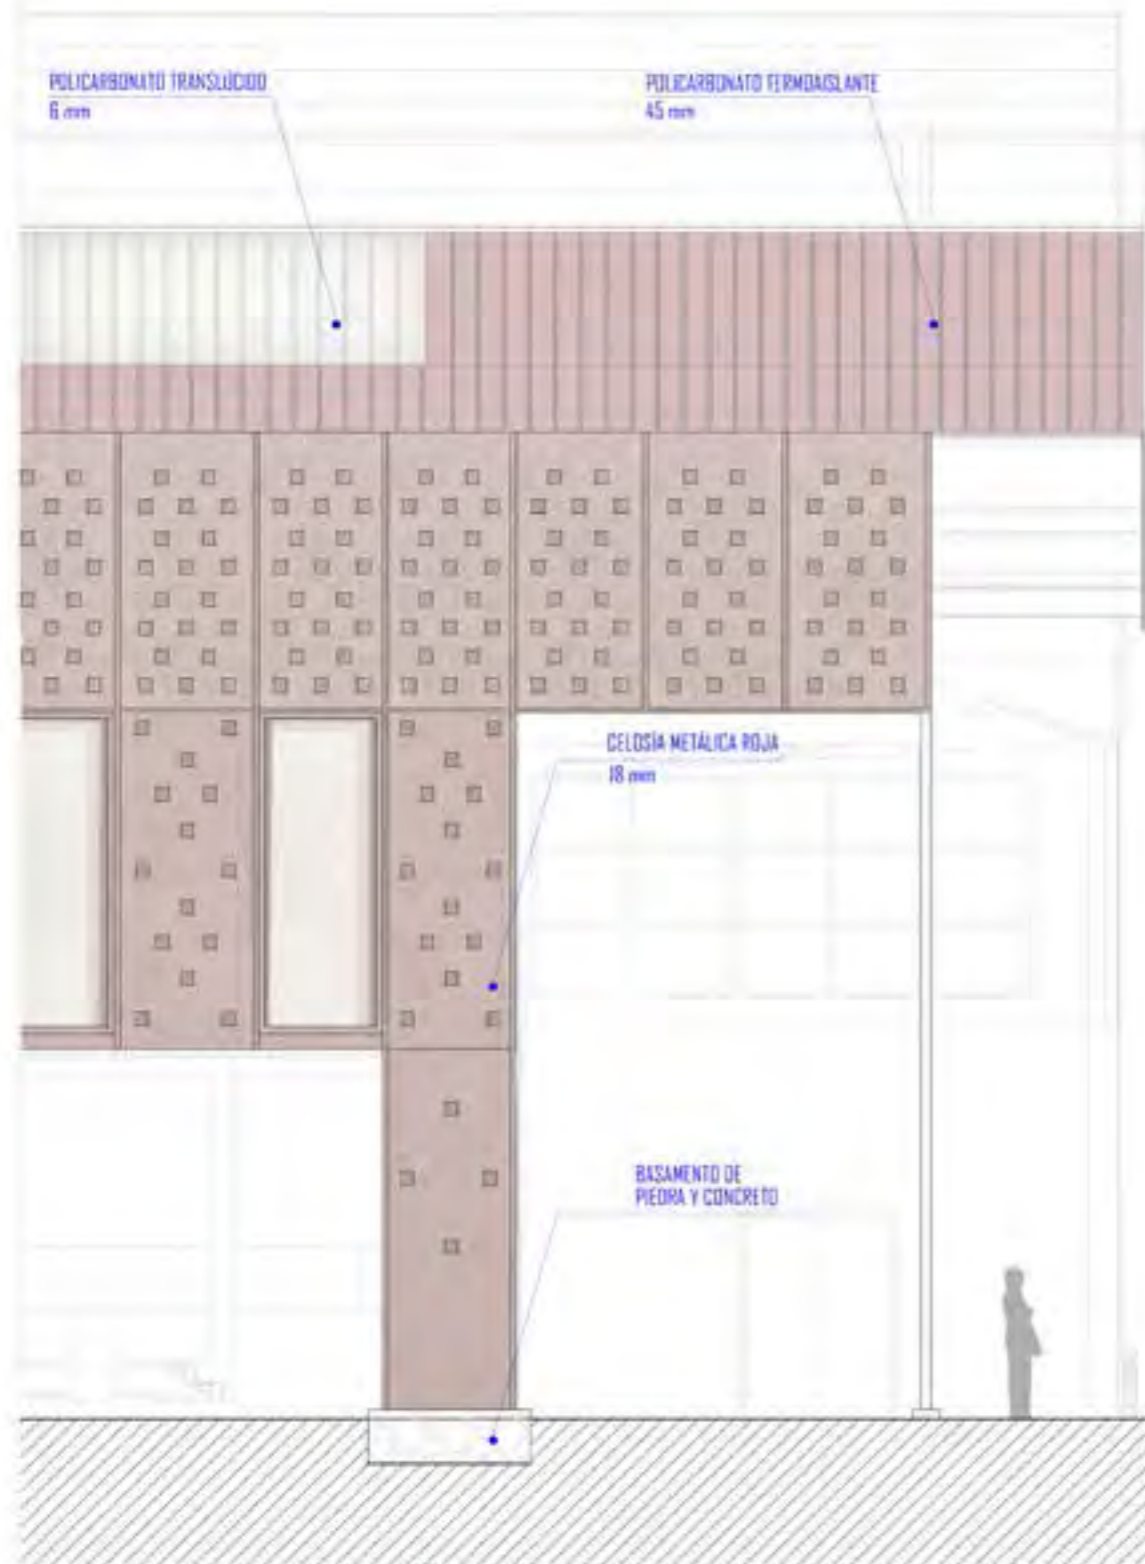 POLICARBONATO TRANSLÚCIDO
6 mm
POLICARBONATO TERMOAISLANTE
45 mm
CELOSÍA METÁLICA ROJA
18 mm
BASAMENTO DE
PIEDRA Y CONCRETO